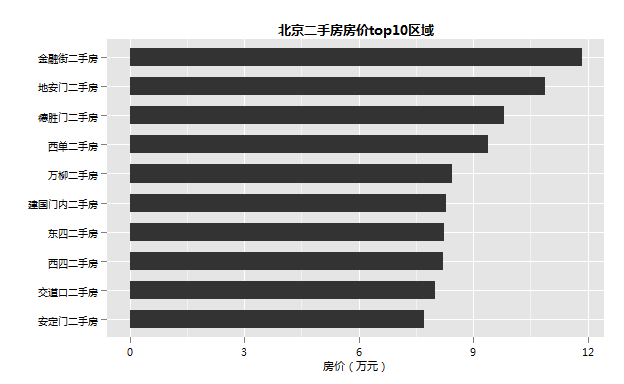 北京二手房房价top10区域
金融街二手房
地安门二手房
德胜门二手房
西单二手房
万柳二手房
建国门内二手房
东四二手房
西四二手房
交道口二手房
安定门二手房
0 3 6 9 12
房价（万元）